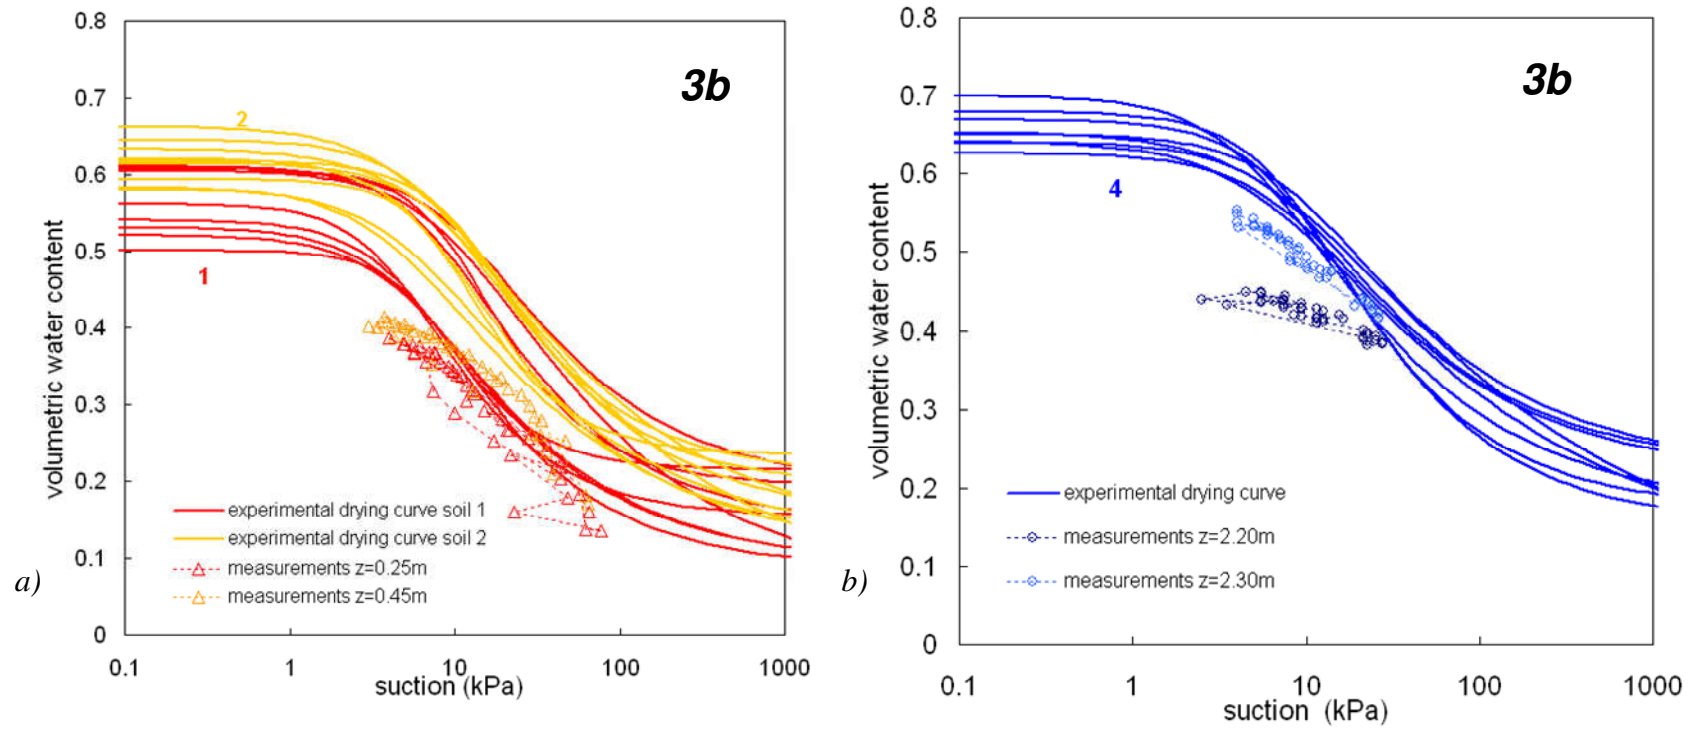 3b
volumetric water content
0.8
0.7
0.6
0.5
0.4
0.3
0.2
0.1
0
2
1
experimental drying curve soil 1
experimental drying curve soil 2
measurements z=0.25m
measurements z=0.45m
a)
0.1 1 10 100 1000
suction (kPa)
3b
volumetric water content
0.8
0.7
0.6
0.5
0.4
0.3
0.2
0.1
0
4
experimental drying curve
measurements z=2.20m
measurements z=2.30m
b)
0.1 1 10 100 1000
suction (kPa)